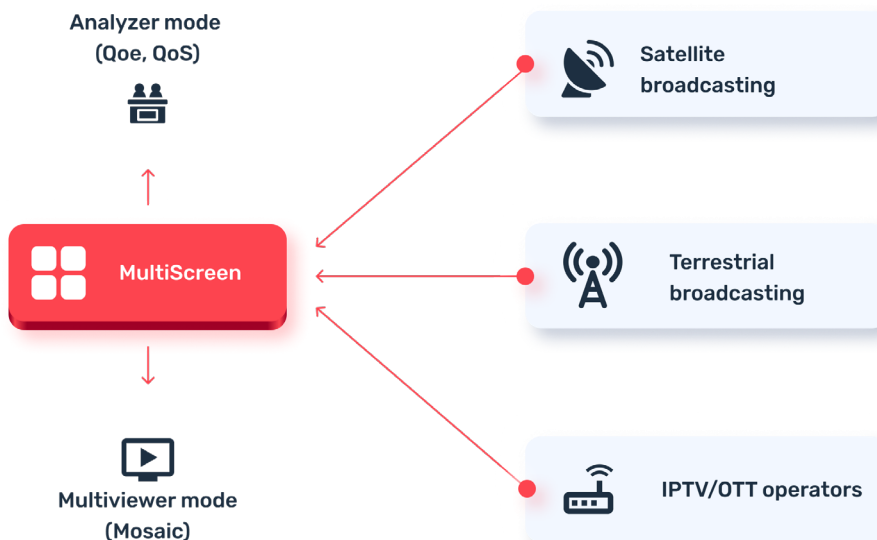 Analyzer mode
(Qoe, QoS)
Satellite
broadcasting
MultiScreen
Terrestrial
broadcasting
Multiviewer mode
(Mosaic)
IPTV/OTT operators